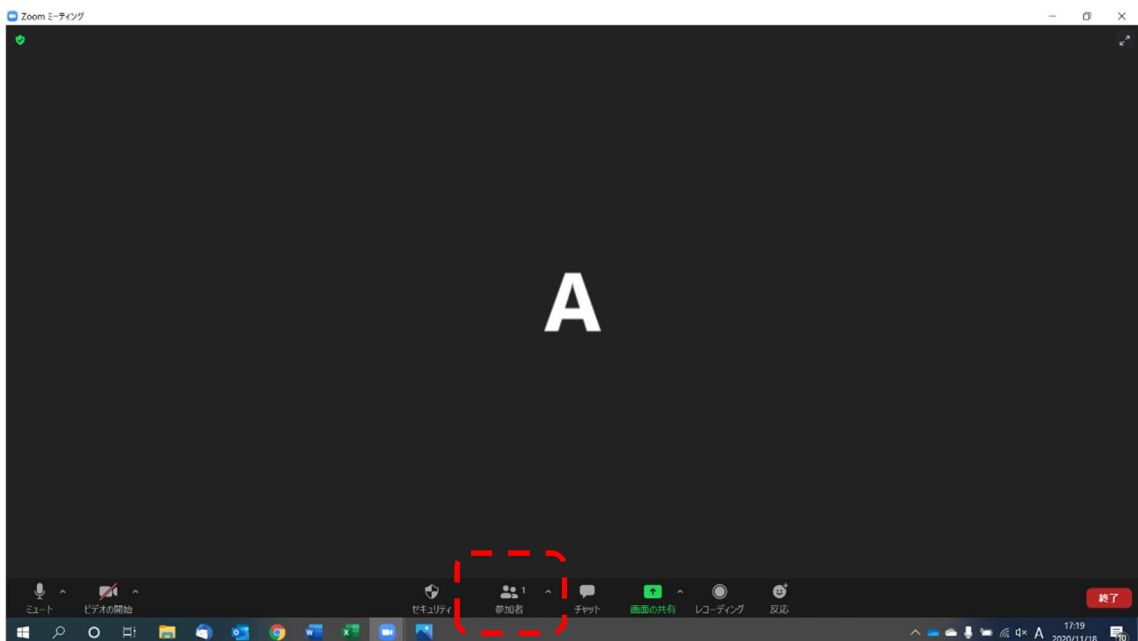 Zoom ミーティング
A
1
ミュート
ビデオの開始
セキュリティ
参加者
チャット
画面の共有
レコーディング
反応
終了
A
17:19
2020/11/18
10